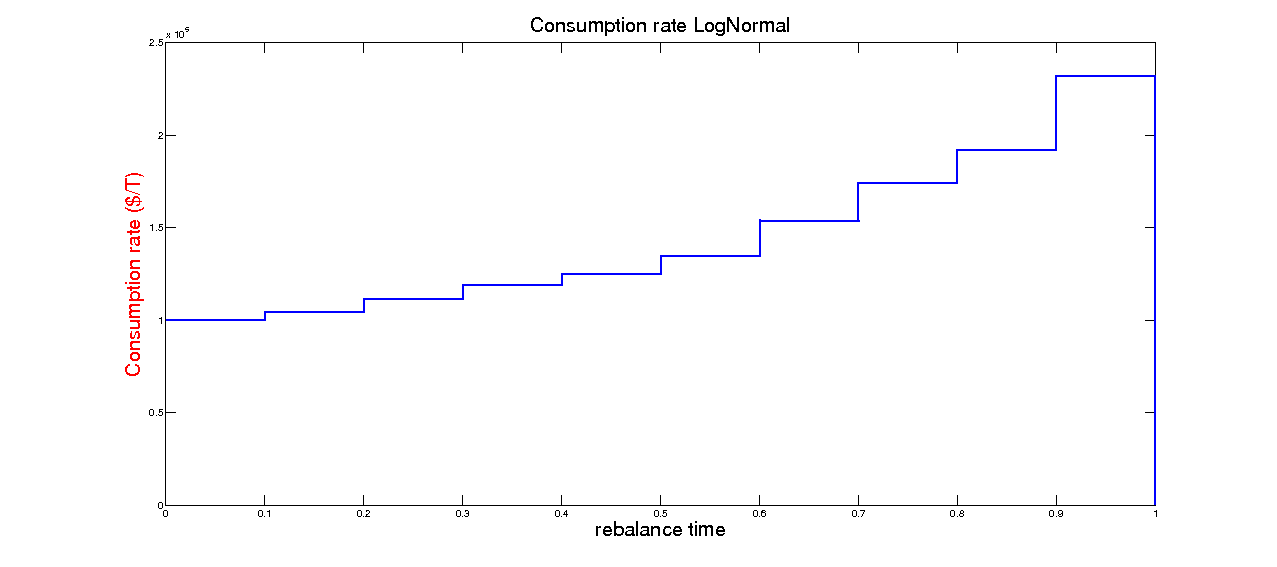 Consumption rate LogNormal
x 10^5
2.5
2
1.5
1
0.5
0
Consumption rate ($/T)
0 0.1 0.2 0.3 0.4 0.5 0.6 0.7 0.8 0.9 1
rebalance time